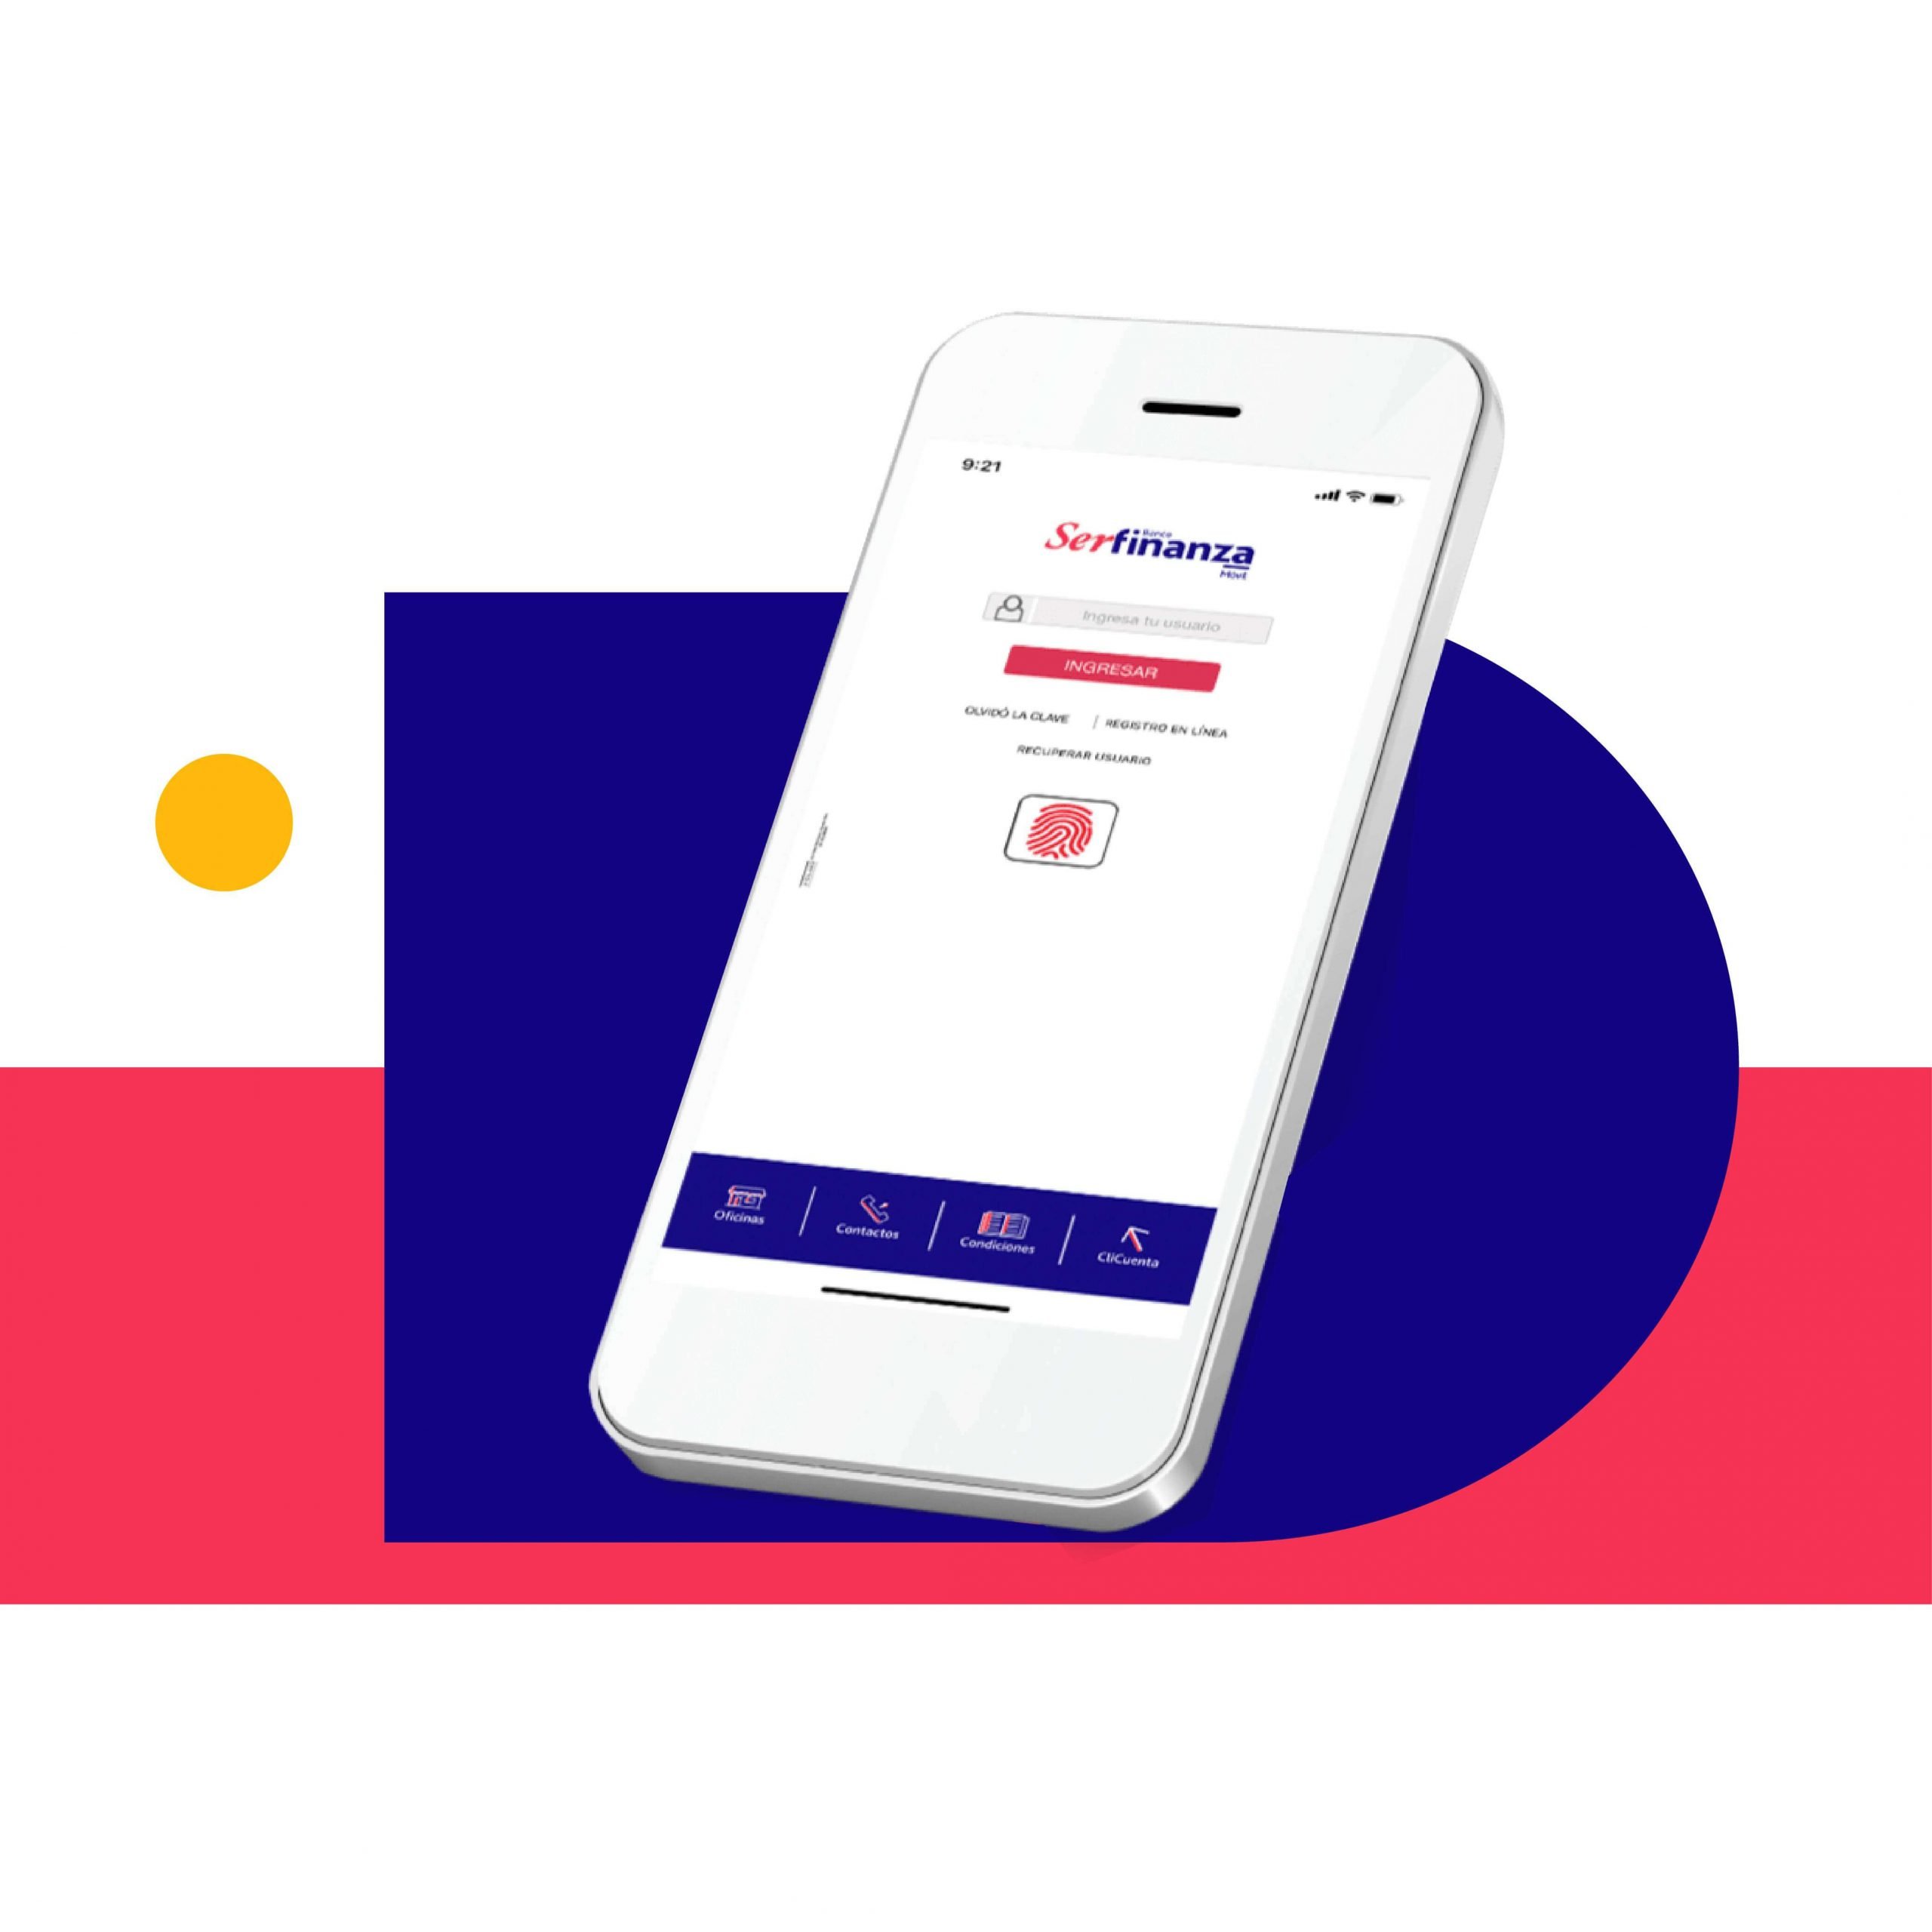 9:21
Banco
Serfinanza
Móvil
Ingresa tu usuario
INGRESAR
OLVIDÓ LA CLAVE | REGISTRO EN LÍNEA
RECUPERAR USUARIO
Oficinas
Contactos
Condiciones
CliCuenta